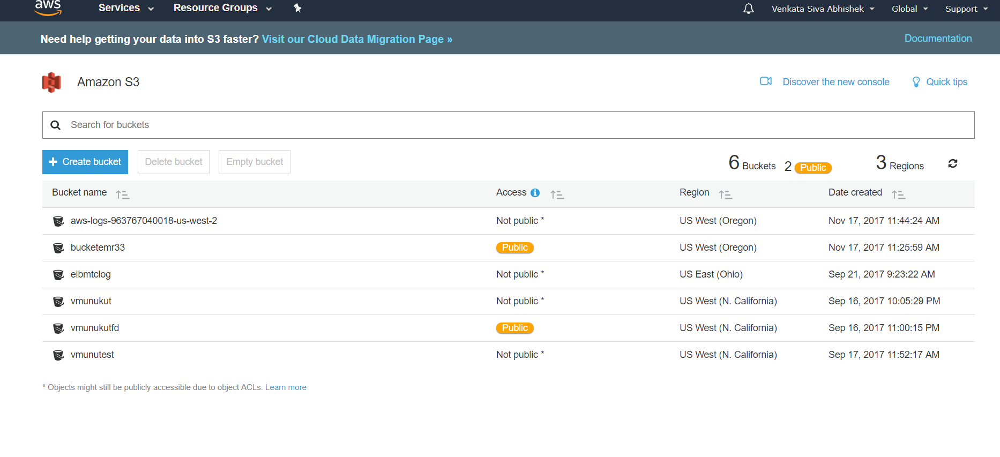 aws Services Resource Groups Venkata Siva Abhishek Global Support
Need help getting your data into S3 faster? Visit our Cloud Data Migration Page » Documentation
Amazon S3 Discover the new console Quick tips
Search for buckets
+ Create bucket Delete bucket Empty bucket 6 Buckets 2 Public 3 Regions
Bucket name Access Region Date created
aws-logs-963767040018-us-west-2 Not public * US West (Oregon) Nov 17, 2017 11:44:24 AM
bucketemr33 Public US West (Oregon) Nov 17, 2017 11:25:59 AM
elbmtclog Not public * US East (Ohio) Sep 21, 2017 9:23:22 AM
vmunukut Not public * US West (N. California) Sep 16, 2017 10:05:29 PM
vmunukutfd Public US West (N. California) Sep 16, 2017 11:00:15 PM
vmunutest Not public * US West (N. California) Sep 17, 2017 11:52:17 AM
* Objects might still be publicly accessible due to object ACLs. Learn more